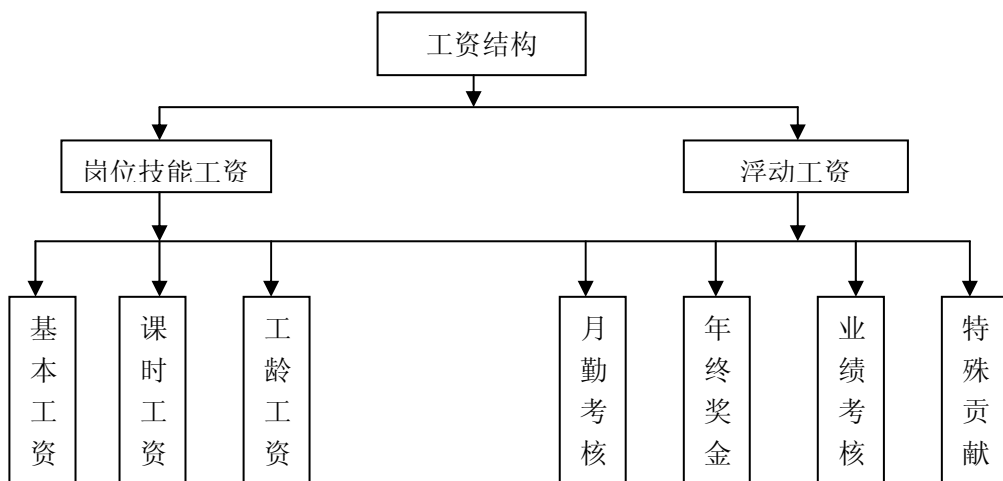 工资结构
岗位技能工资
浮动工资
基本工资
课时工资
工龄工资
月勤考核
年终奖金
业绩考核
特殊贡献